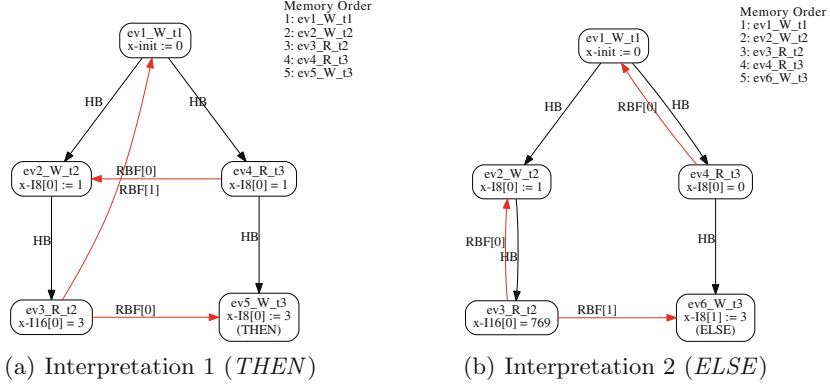 Memory Order
1: ev1_W_t1
2: ev2_W_t2
3: ev3_R_t2
4: ev4_R_t3
5: ev5_W_t3
ev1_W_t1
x-init := 0
HB
HB
ev2_W_t2
x-I8[0] := 1
RBF[0]
RBF[1]
ev4_R_t3
x-I8[0] = 1
HB
HB
ev3_R_t2
x-I16[0] = 3
RBF[0]
ev5_W_t3
x-I8[0] := 3
(THEN)
(a) Interpretation 1 (THEN)
Memory Order
1: ev1_W_t1
2: ev2_W_t2
3: ev3_R_t2
4: ev4_R_t3
5: ev6_W_t3
ev1_W_t1
x-init := 0
HB
HB
RBF[0]
ev2_W_t2
x-I8[0] := 1
ev4_R_t3
x-I8[0] = 0
RBF[0]
HB
HB
ev3_R_t2
x-I16[0] = 769
RBF[1]
ev6_W_t3
x-I8[1] := 3
(ELSE)
(b) Interpretation 2 (ELSE)